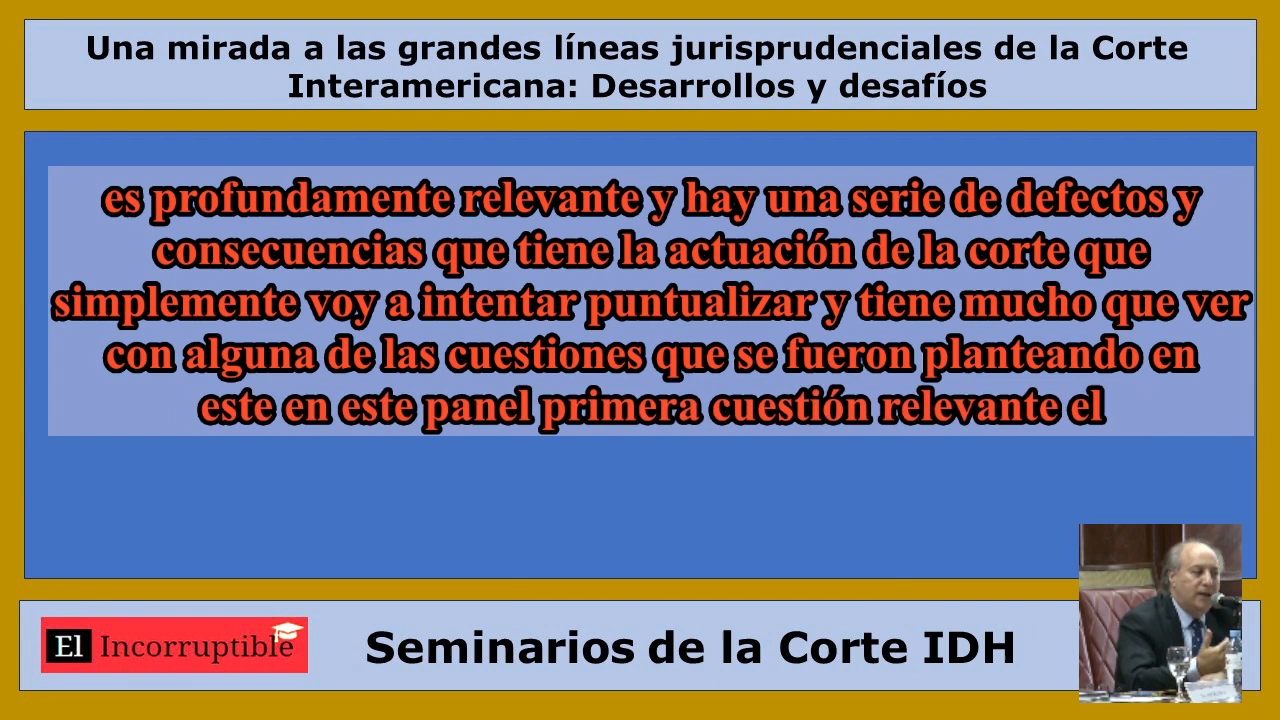 Una mirada a las grandes líneas jurisprudenciales de la Corte
Interamericana: Desarrollos y desafíos
es profundamente relevante y hay una serie de defectos y
consecuencias que tiene la actuación de la corte que
simplemente voy a intentar puntualizar y tiene mucho que ver
con alguna de las cuestiones que se fueron planteando en
este en este panel primera cuestión relevante el
El Incorruptible
Seminarios de la Corte IDH